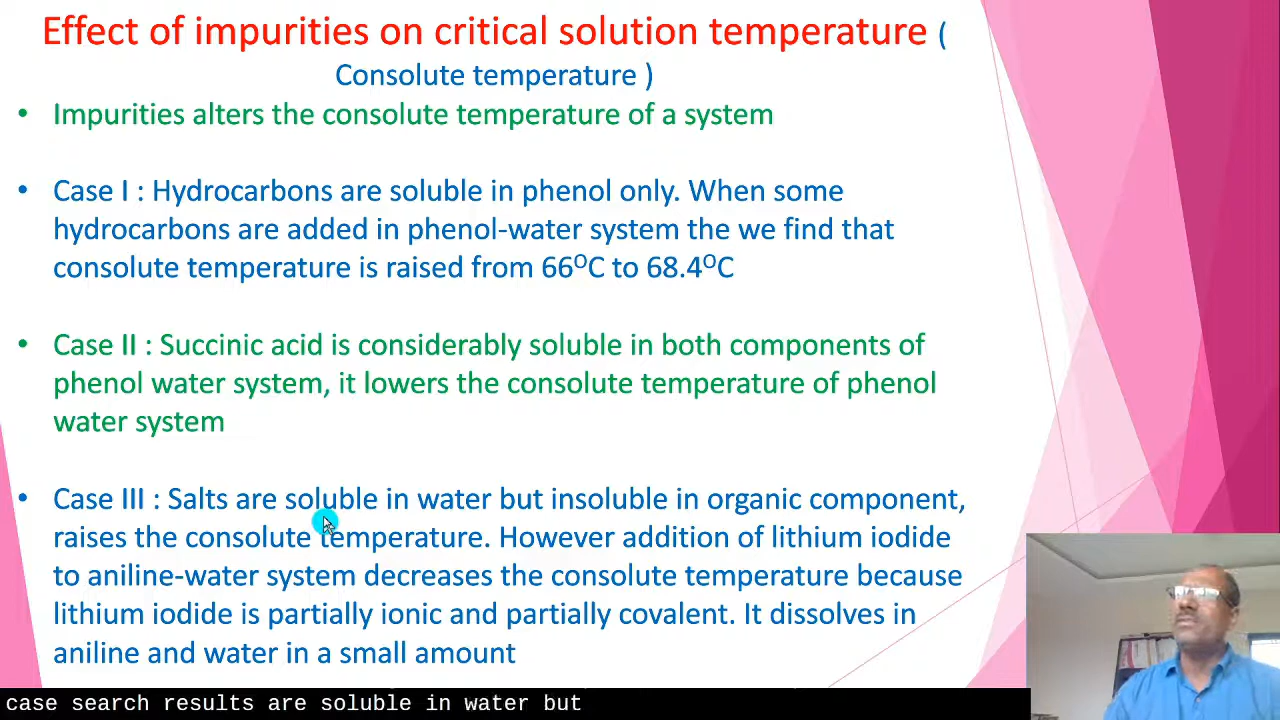 Effect of impurities on critical solution temperature (
Consolute temperature )
• Impurities alters the consolute temperature of a system
• Case I : Hydrocarbons are soluble in phenol only. When some
hydrocarbons are added in phenol-water system the we find that
consolute temperature is raised from 66⁰C to 68.4⁰C
• Case II : Succinic acid is considerably soluble in both components of
phenol water system, it lowers the consolute temperature of phenol
water system
• Case III : Salts are soluble in water but insoluble in organic component,
raises the consolute temperature. However addition of lithium iodide
to aniline-water system decreases the consolute temperature because
lithium iodide is partially ionic and partially covalent. It dissolves in
aniline and water in a small amount
case search results are soluble in water but